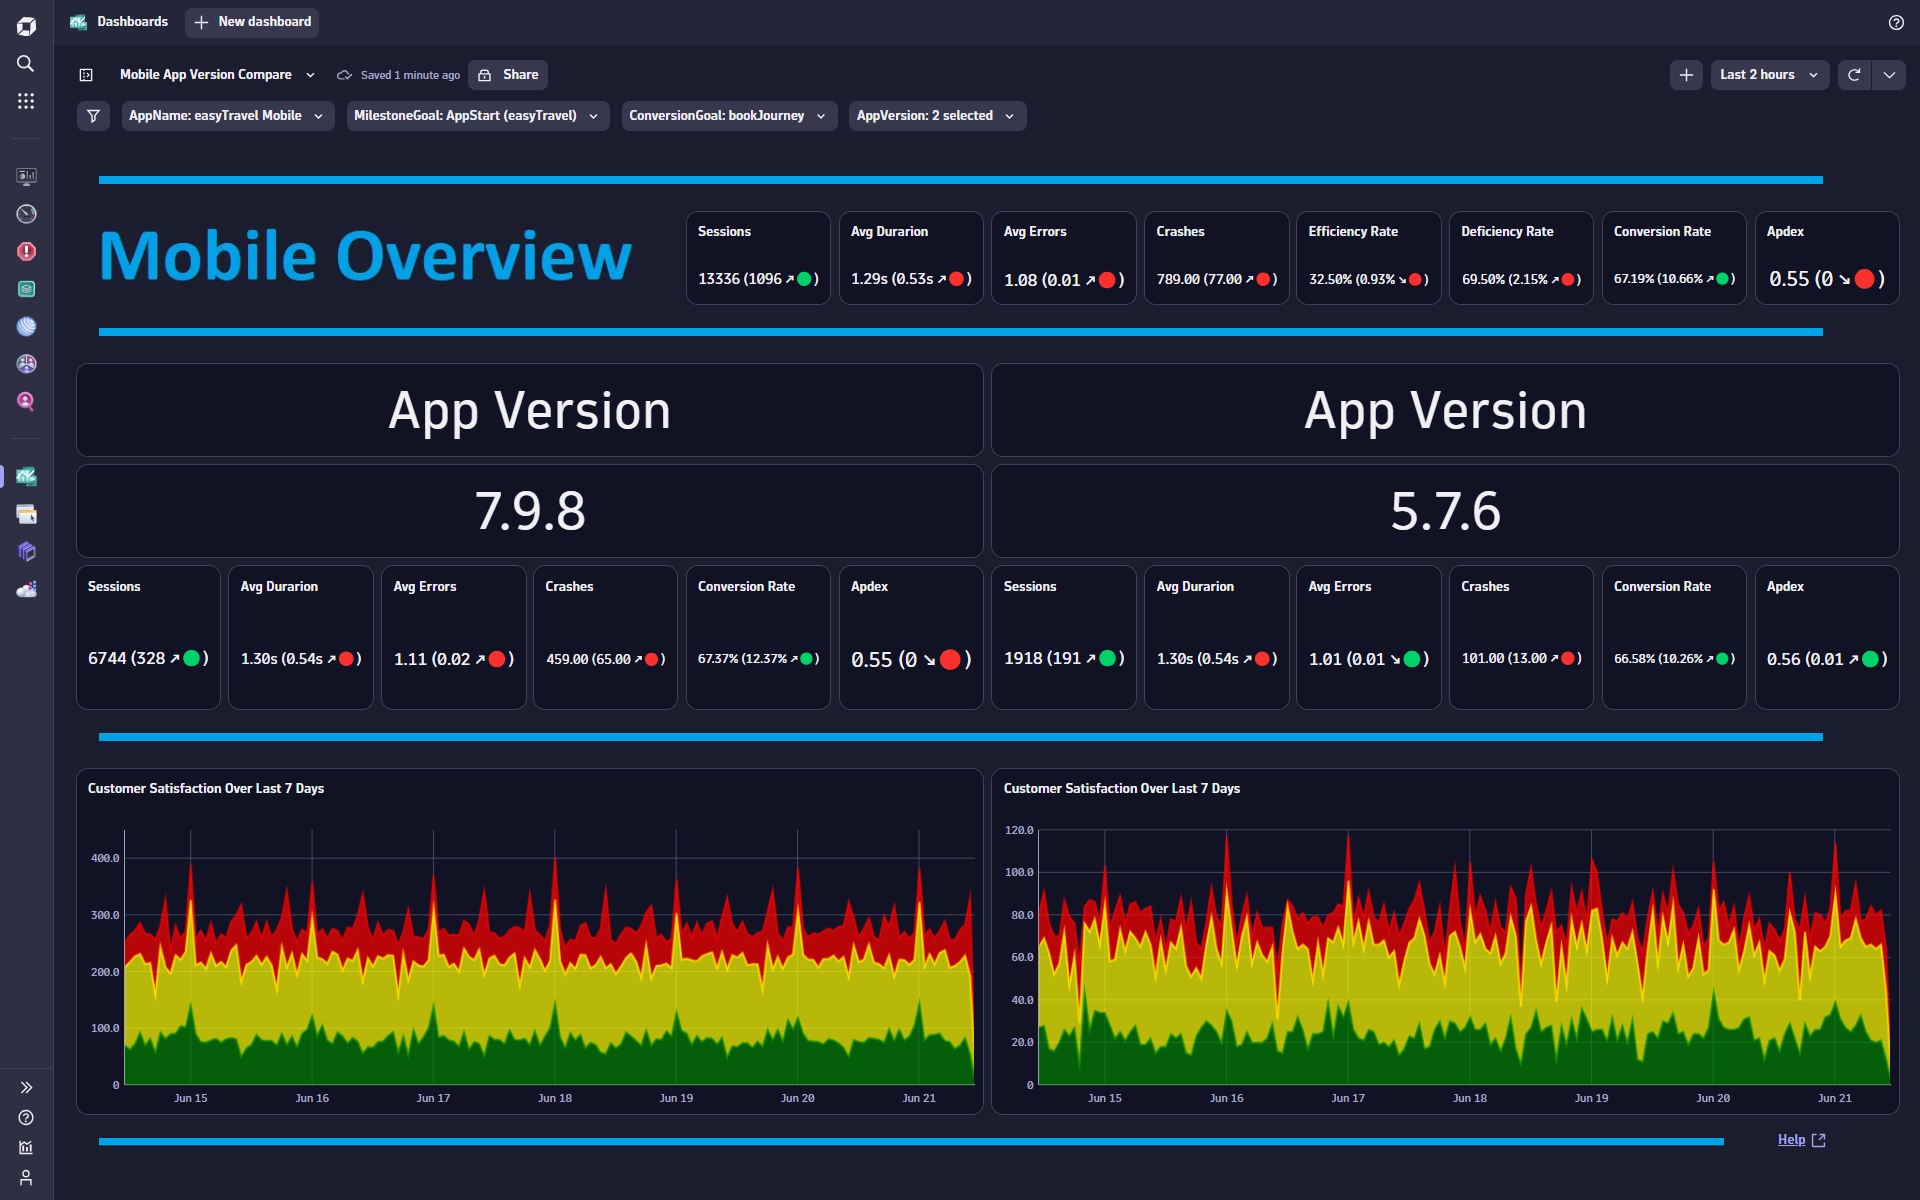 Dashboards
New dashboard
Mobile App Version Compare
Saved 1 minute ago
Share
Last 2 hours
AppName: easyTravel Mobile
MilestoneGoal: AppStart (easyTravel)
ConversionGoal: bookJourney
AppVersion: 2 selected
Mobile Overview
Sessions
13336 (1096 ↗ )
Avg Durarion
1.29s (0.53s ↗ )
Avg Errors
1.08 (0.01 ↗ )
Crashes
789.00 (77.00 ↗ )
Efficiency Rate
32.50% (0.93% ↘ )
Deficiency Rate
69.50% (2.15% ↗ )
Conversion Rate
67.19% (10.66% ↗ )
Apdex
0.55 (0 ↘ )
App Version
7.9.8
Sessions
6744 (328 ↗ )
Avg Durarion
1.30s (0.54s ↗ )
Avg Errors
1.11 (0.02 ↗ )
Crashes
459.00 (65.00 ↗ )
Conversion Rate
67.37% (12.37% ↗ )
Apdex
0.55 (0 ↘ )
App Version
5.7.6
Sessions
1918 (191 ↗ )
Avg Durarion
1.30s (0.54s ↗ )
Avg Errors
1.01 (0.01 ↘ )
Crashes
101.00 (13.00 ↗ )
Conversion Rate
66.58% (10.26% ↗ )
Apdex
0.56 (0.01 ↗ )
Customer Satisfaction Over Last 7 Days
400.0
300.0
200.0
100.0
0
Jun 15 Jun 16 Jun 17 Jun 18 Jun 19 Jun 20 Jun 21
Customer Satisfaction Over Last 7 Days
120.0
100.0
80.0
60.0
40.0
20.0
0
Jun 15 Jun 16 Jun 17 Jun 18 Jun 19 Jun 20 Jun 21
Help